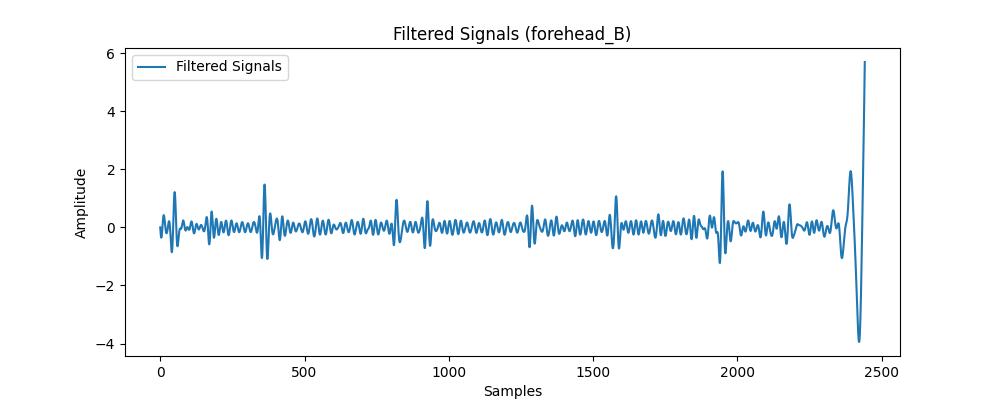 Filtered Signals (forehead_B)
Filtered Signals
6
4
2
0
−2
−4
Amplitude
0 500 1000 1500 2000 2500
Samples